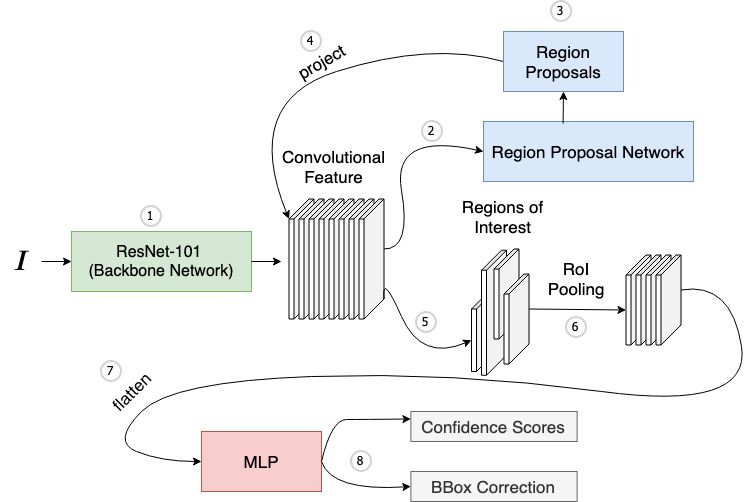 3
4
project
Region
Proposals
2
Region Proposal Network
Convolutional
Feature
1
I
ResNet-101
(Backbone Network)
Regions of
Interest
RoI
Pooling
5
6
7
flatten
MLP
8
Confidence Scores
BBox Correction